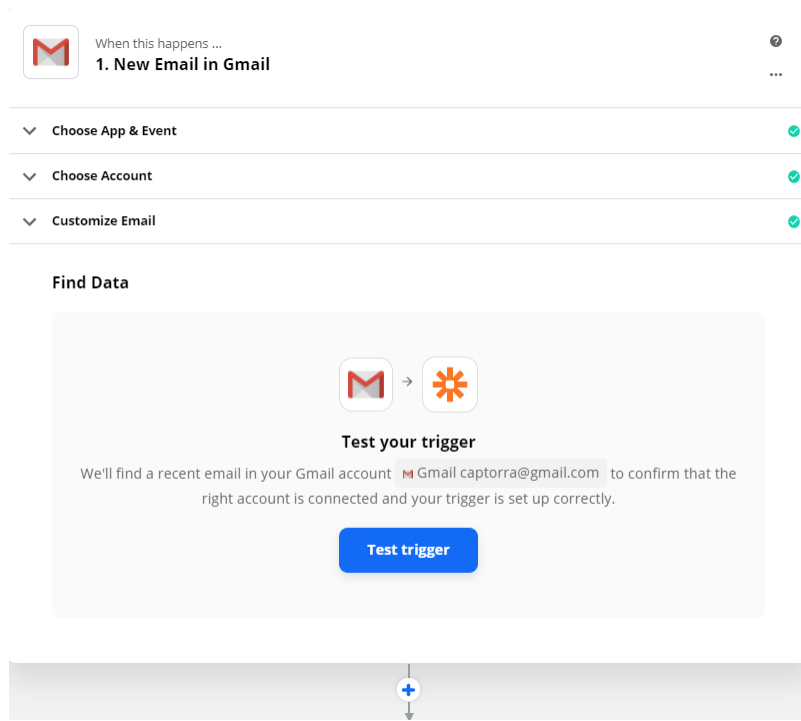 When this happens ...
1. New Email in Gmail
Choose App & Event
Choose Account
Customize Email
Find Data
Test your trigger
We'll find a recent email in your Gmail account Gmail captorra@gmail.com to confirm that the
right account is connected and your trigger is set up correctly.
Test trigger